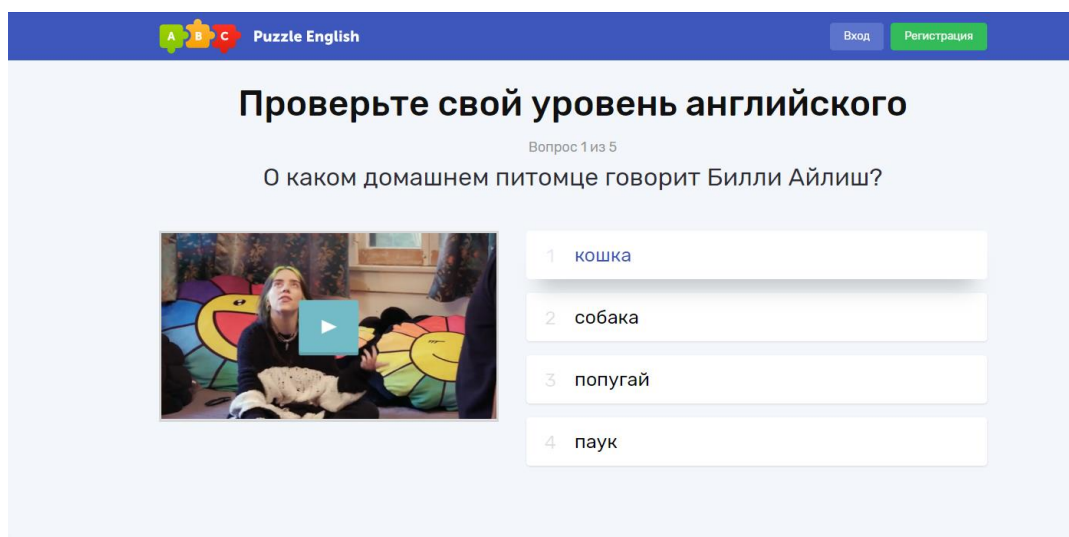 A B C Puzzle English
Вход Регистрация
Проверьте свой уровень английского
Вопрос 1 из 5
О каком домашнем питомце говорит Билли Айлиш?
1 кошка
2 собака
3 попугай
4 паук